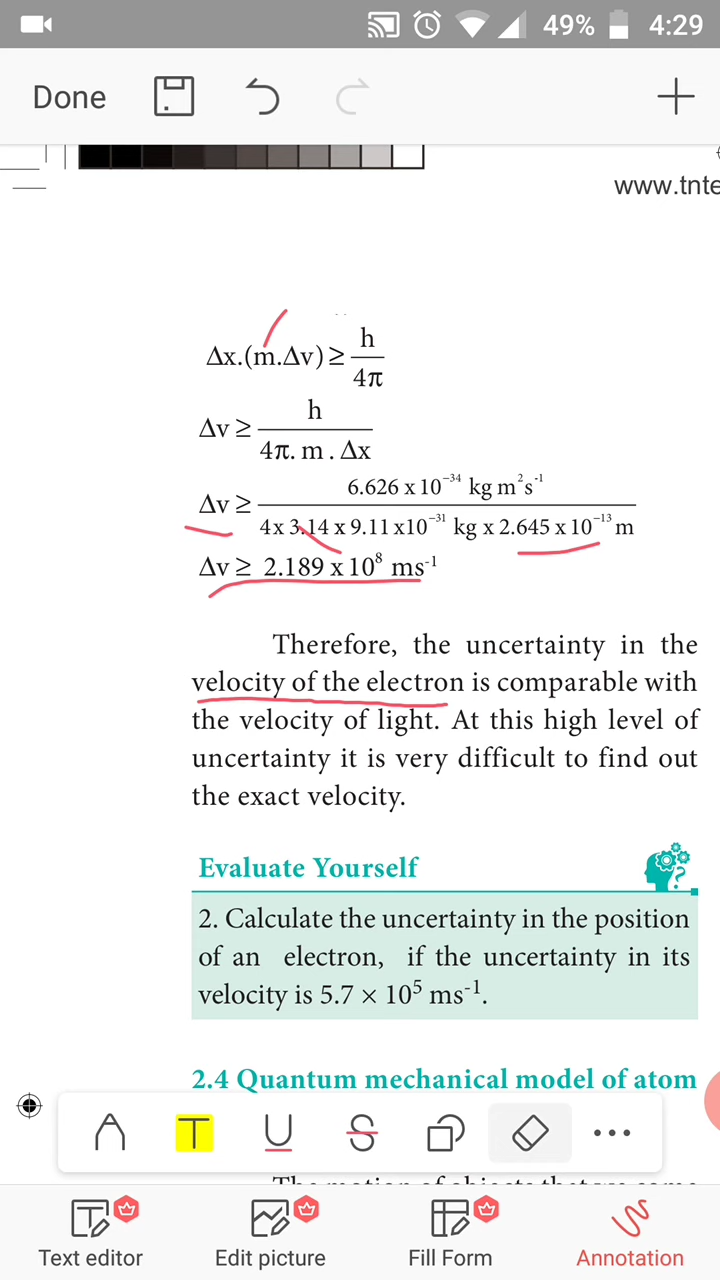 49% 4:29
Done
www.tnte
Δx.(m.Δv) ≥ h/4π
Δv ≥ h/4π. m . Δx
Δv ≥ 6.626 x 10⁻³⁴ kg m²s⁻¹/4x 3.14 x 9.11 x10⁻³¹ kg x 2.645 x 10⁻¹³ m
Δv ≥ 2.189 x 10⁸ ms⁻¹
Therefore, the uncertainty in the
velocity of the electron is comparable with
the velocity of light. At this high level of
uncertainty it is very difficult to find out
the exact velocity.
Evaluate Yourself
?
2. Calculate the uncertainty in the position
of an electron, if the uncertainty in its
velocity is 5.7 × 10⁵ ms⁻¹.
2.4 Quantum mechanical model of atom
T U S
Text editor Edit picture Fill Form Annotation